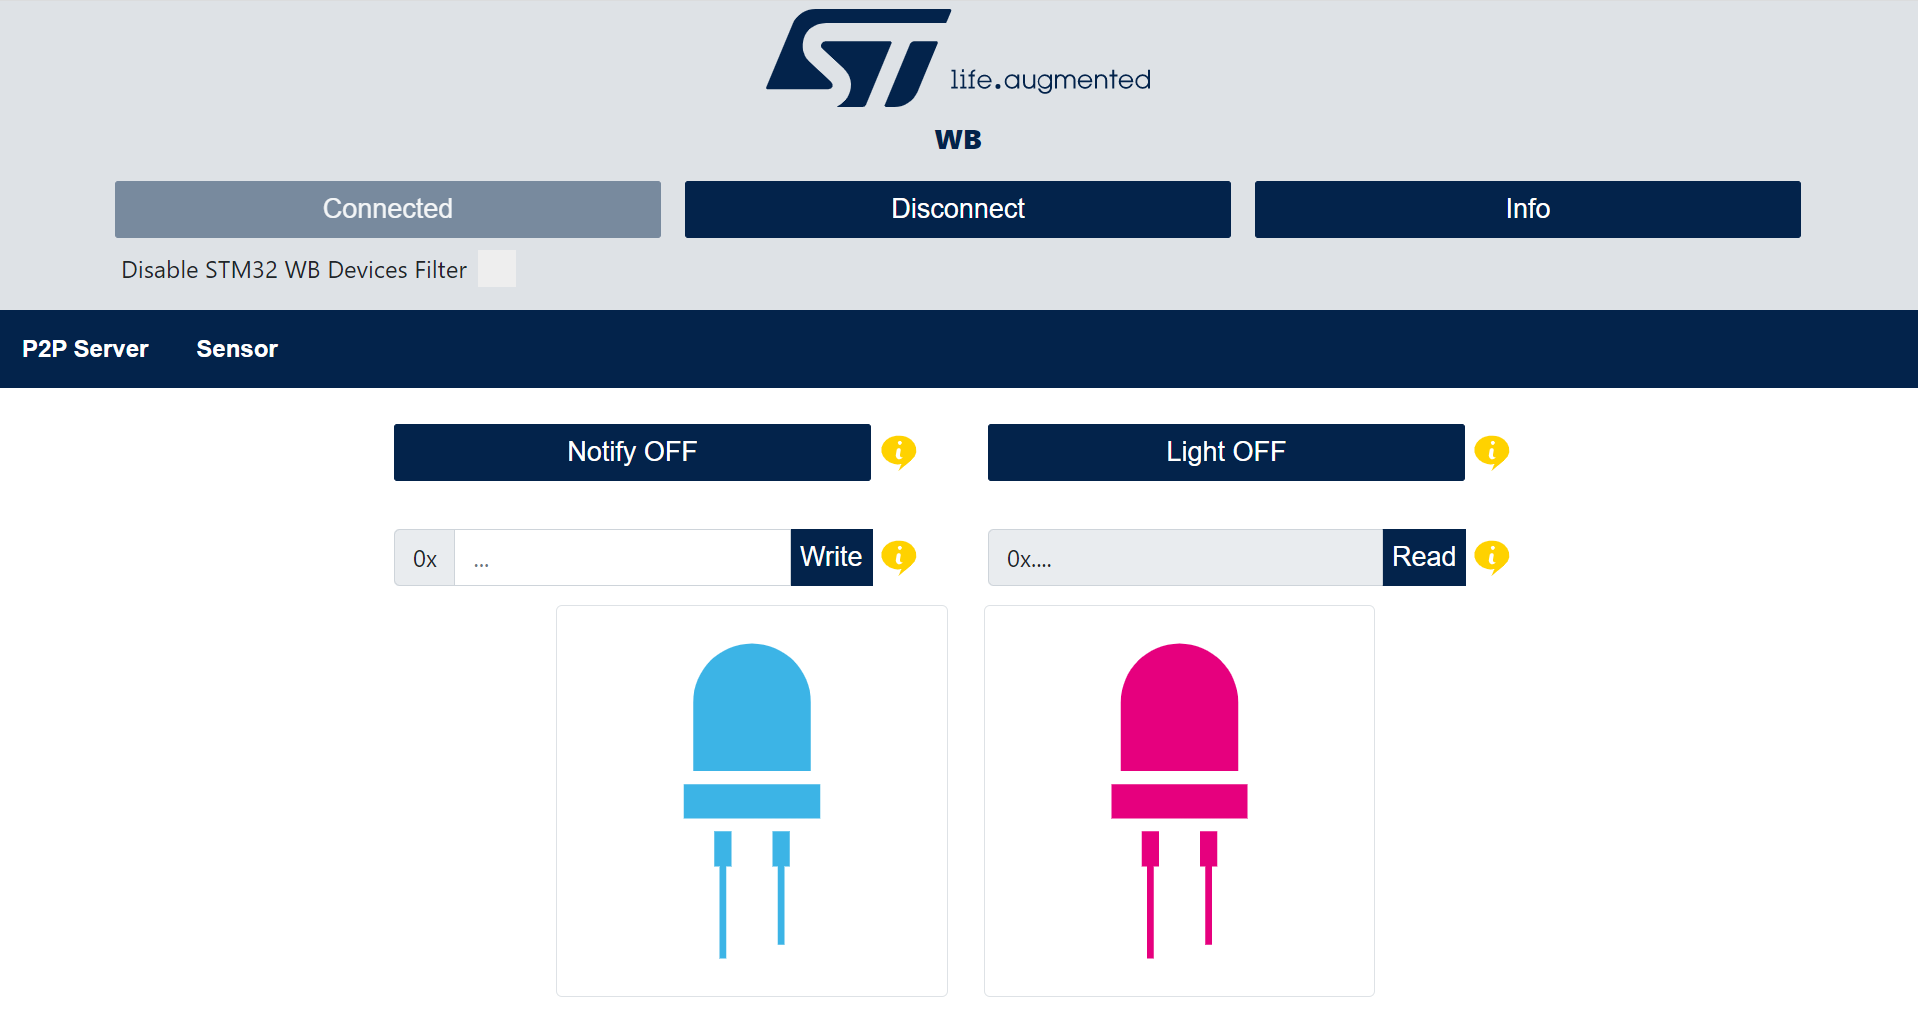 ST life.augmented
WB
Connected Disconnect Info
Disable STM32 WB Devices Filter
P2P Server Sensor
Notify OFF i Light OFF i
0x ... Write i 0x.... Read i